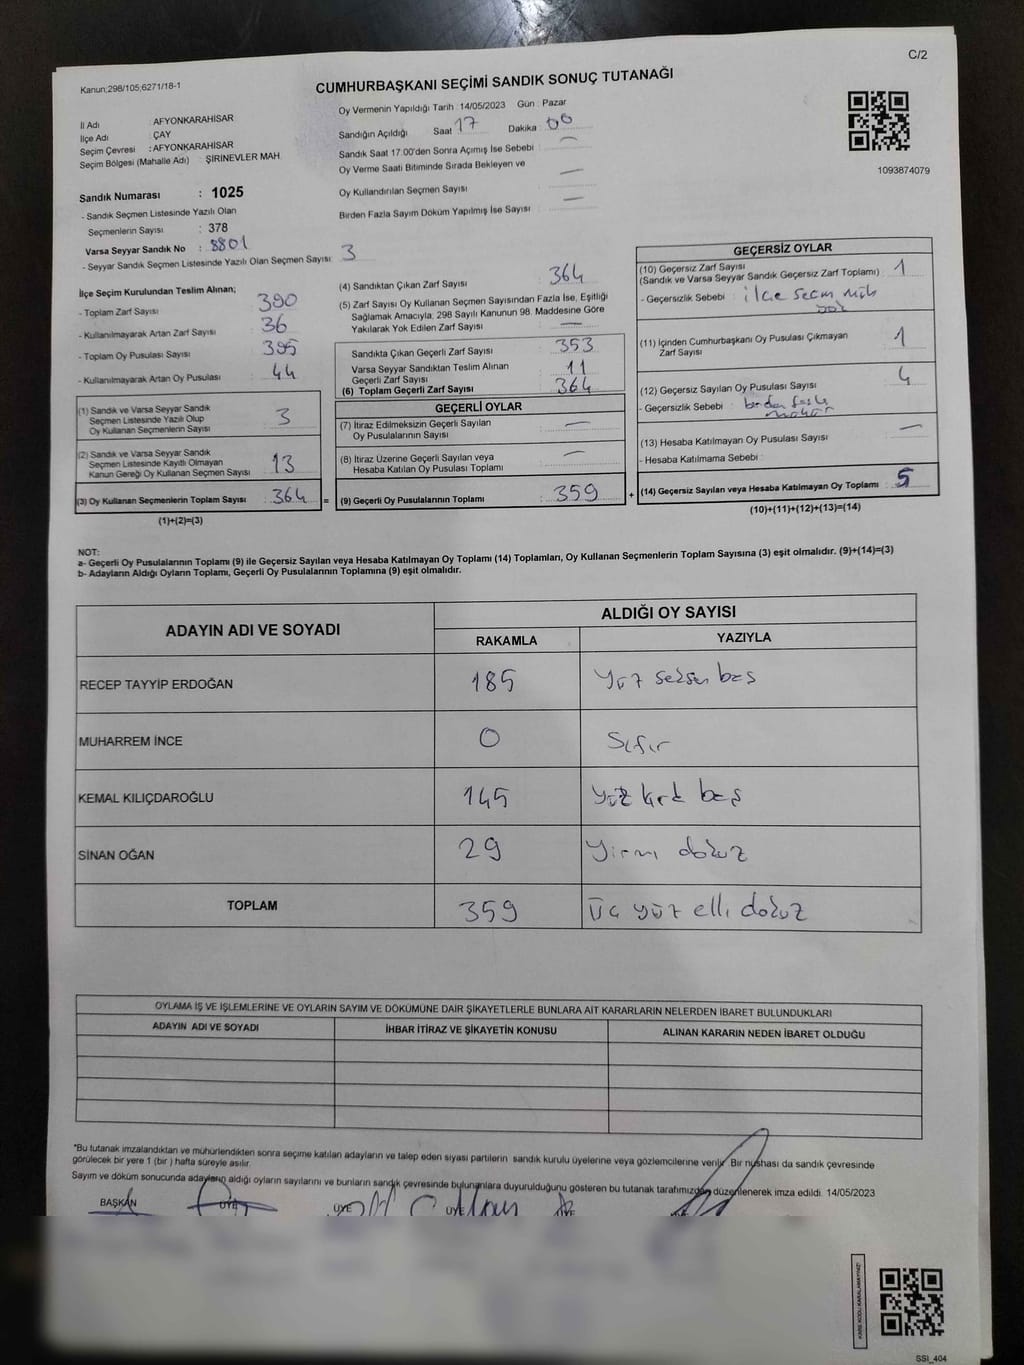 C/2
Kanun;298/105;6271/18-1
CUMHURBAŞKANI SEÇİMİ SANDIK SONUÇ TUTANAĞI
İl Adı : AFYONKARAHİSAR
İlçe Adı : ÇAY
Seçim Çevresi : AFYONKARAHİSAR
Seçim Bölgesi (Mahalle Adı) : ŞİRİNEVLER MAH.
Sandık Numarası : 1025
- Sandık Seçmen Listesinde Yazılı Olan
Seçmenlerin Sayısı : 378
Varsa Seyyar Sandık No : 8801
- Seyyar Sandık Seçmen Listesinde Yazılı Olan Seçmen Sayısı: 3
Oy Vermenin Yapıldığı Tarih : 14/05/2023 Gün : Pazar
Sandığın Açıldığı Saat 17 Dakika : 00
Sandık Saat 17:00'den Sonra Açımış İse Sebebi :
Oy Verme Saati Bitiminde Sırada Bekleyen ve
Oy Kullandırılan Seçmen Sayısı :
Birden Fazla Sayım Döküm Yapılmış İse Sayısı :
1093874079
İlçe Seçim Kurulundan Teslim Alınan;
- Toplam Zarf Sayısı : 390
- Kullanılmayarak Artan Zarf Sayısı : 36
- Toplam Oy Pusulası Sayısı : 395
- Kullanılmayarak Artan Oy Pusulası : 44
(1) Sandık ve Varsa Seyyar Sandık
Seçmen Listesinde Yazılı Olup
Oy Kullanan Seçmenlerin Sayısı : 3
(2) Sandık ve Varsa Seyyar Sandık
Seçmen Listesinde Kayıtlı Olmayan
Kanun Gereği Oy Kullanan Seçmen Sayısı : 13
(3) Oy Kullanan Seçmenlerin Toplam Sayısı : 364 =
(1)+(2)=(3)
(4) Sandıktan Çıkan Zarf Sayısı : 364
(5) Zarf Sayısı Oy Kullanan Seçmen Sayısından Fazla İse, Eşitliği
Sağlamak Amacıyla, 298 Sayılı Kanunun 98. Maddesine Göre
Yakılarak Yok Edilen Zarf Sayısı :
Sandıkta Çıkan Geçerli Zarf Sayısı : 353
Varsa Seyyar Sandıktan Teslim Alınan
Geçerli Zarf Sayısı : 11
(6) Toplam Geçerli Zarf Sayısı : 364
GEÇERLİ OYLAR
(7) İtiraz Edilmeksizin Geçerli Sayılan
Oy Pusulalarının Sayısı :
(8) İtiraz Üzerine Geçerli Sayılan veya
Hesaba Katılan Oy Pusulası Toplamı :
(9) Geçerli Oy Pusulalarının Toplamı : 359 +
GEÇERSİZ OYLAR
(10) Geçersiz Zarf Sayısı
(Sandık ve Varsa Seyyar Sandık Geçersiz Zarf Toplamı) : 1
- Geçersizlik Sebebi : ilçe seçm müh
yok
(11) İçinden Cumhurbaşkanı Oy Pusulası Çıkmayan
Zarf Sayısı : 1
(12) Geçersiz Sayılan Oy Pusulası Sayısı : 4
- Geçersizlik Sebebi : birden fazla
mühür
(13) Hesaba Katılmayan Oy Pusulası Sayısı :
- Hesaba Katılmama Sebebi :
(14) Geçersiz Sayılan veya Hesaba Katılmayan Oy Toplamı : 5
(10)+(11)+(12)+(13)=(14)
NOT:
a- Geçerli Oy Pusulalarının Toplamı (9) ile Geçersiz Sayılan veya Hesaba Katılmayan Oy Toplamı (14) Toplamları, Oy Kullanan Seçmenlerin Toplam Sayısına (3) eşit olmalıdır. (9)+(14)=(3)
b- Adayların Aldığı Oyların Toplamı, Geçerli Oy Pusulalarının Toplamına (9) eşit olmalıdır.
ADAYIN ADI VE SOYADI ALDIĞI OY SAYISI
RAKAMLA YAZIYLA
RECEP TAYYİP ERDOĞAN 185 Yüz seksen beş
MUHARREM İNCE 0 Sıfır
KEMAL KILIÇDAROĞLU 145 Yüz kırk beş
SİNAN OĞAN 29 Yirmi dokuz
TOPLAM 359 Üç yüz elli dokuz
OYLAMA İŞ VE İŞLEMLERİNE VE OYLARIN SAYIM VE DÖKÜMÜNE DAİR ŞİKAYETLERLE BUNLARA AİT KARARLARIN NELERDEN İBARET BULUNDUKLARI
ADAYIN ADI VE SOYADI İHBAR İTİRAZ VE ŞİKAYETİN KONUSU ALINAN KARARIN NEDEN İBARET OLDUĞU
*Bu tutanak imzalandıktan ve mühürlendikten sonra seçime katılan adayların ve talep eden siyasi partilerin sandık kurulu üyelerine veya gözlemcilerine verilir. Bir nüshası da sandık çevresinde
görülecek bir yere 1 (bir ) hafta süreyle asılır.
Sayım ve döküm sonucunda adayların aldığı oyların sayılarını ve bunların sandık çevresinde bulunanlara duyurulduğunu gösteren bu tutanak tarafımızdan düzenlenerek imza edildi. 14/05/2023
BAŞKAN ÜYE ÜYE ÜYE ÜYE
KARE KODU KARALAMAYINIZ!
SSI_404